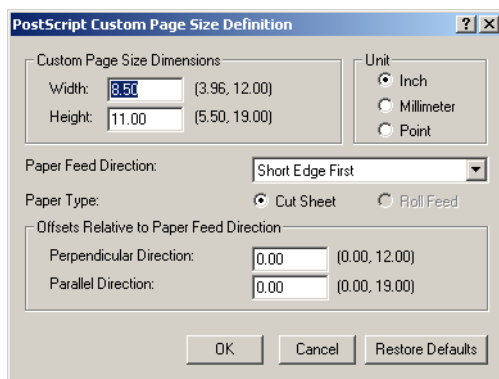 PostScript Custom Page Size Definition
Custom Page Size Dimensions
Width: 8.50 (3.96, 12.00)
Height: 11.00 (5.50, 19.00)
Unit
Inch
Millimeter
Point
Paper Feed Direction: Short Edge First
Paper Type: Cut Sheet Roll Feed
Offsets Relative to Paper Feed Direction
Perpendicular Direction: 0.00 (0.00, 12.00)
Parallel Direction: 0.00 (0.00, 19.00)
OK Cancel Restore Defaults